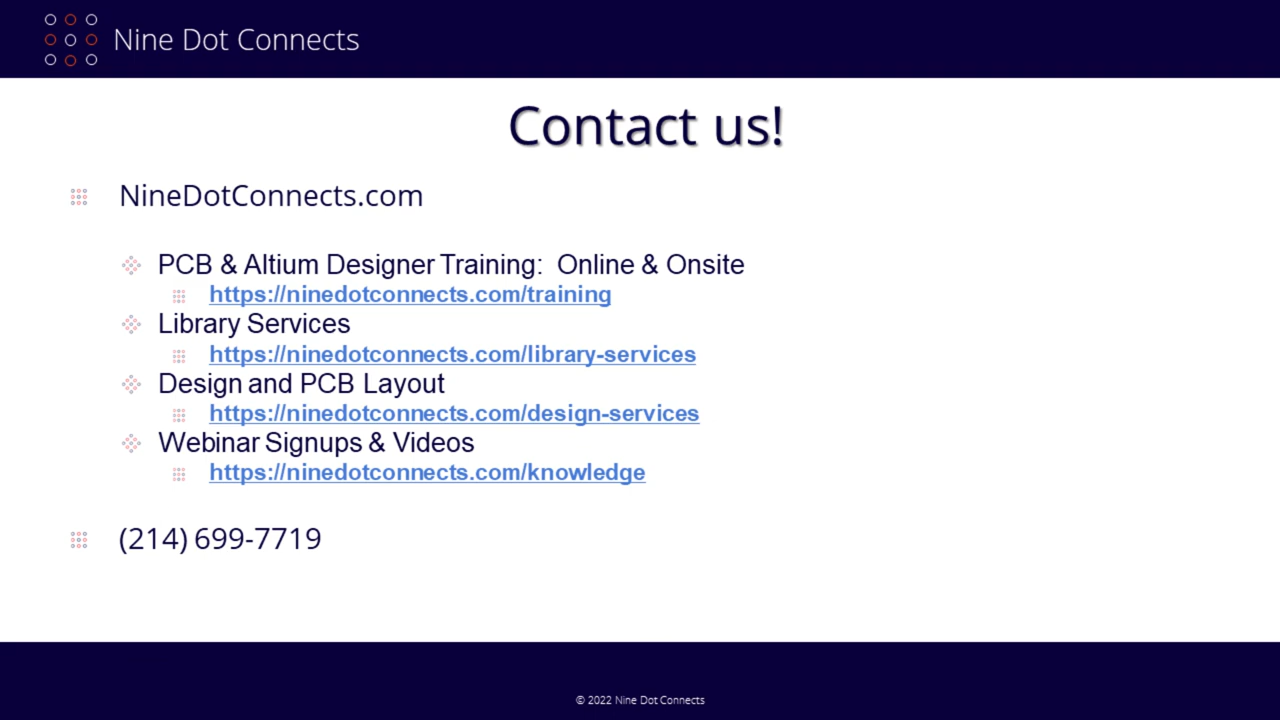 Nine Dot Connects
Contact us!
NineDotConnects.com
PCB & Altium Designer Training: Online & Onsite
https://ninedotconnects.com/training
Library Services
https://ninedotconnects.com/library-services
Design and PCB Layout
https://ninedotconnects.com/design-services
Webinar Signups & Videos
https://ninedotconnects.com/knowledge
(214) 699-7719
© 2022 Nine Dot Connects